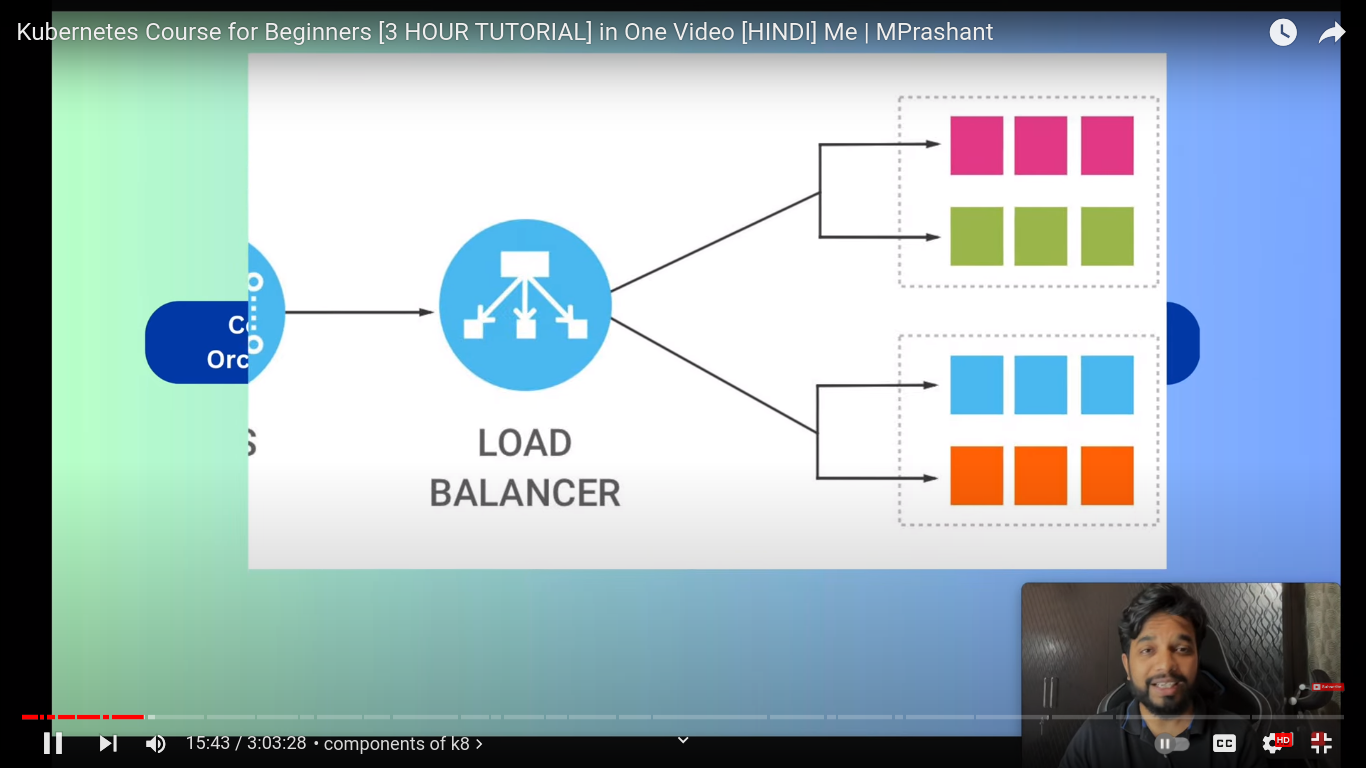 Kubernetes Course for Beginners [3 HOUR TUTORIAL] in One Video [HINDI] Me | MPrashant
C
Orc
S
LOAD
BALANCER
15:43 / 3:03:28 • components of k8 ›
CC
HD